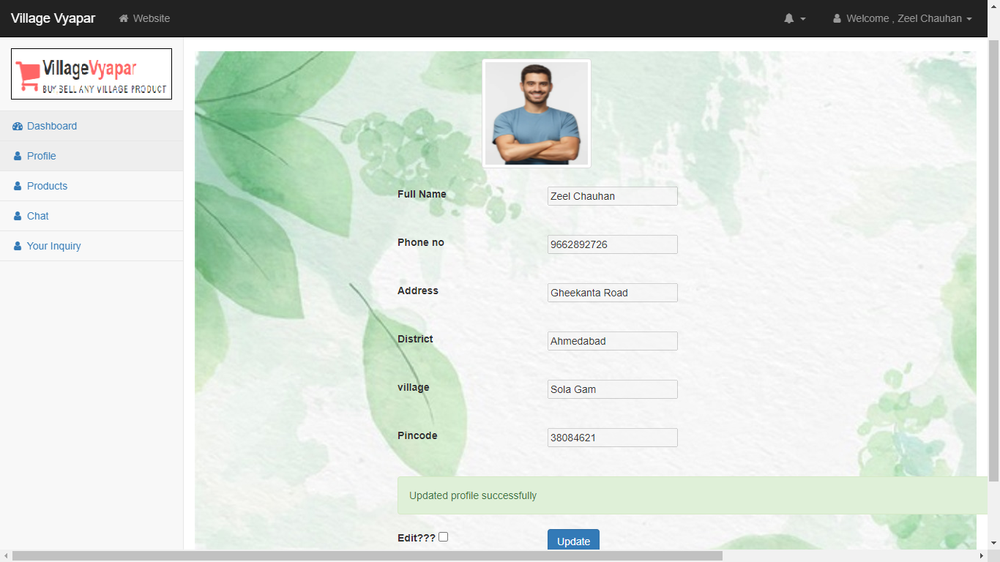 Village Vyapar Website Welcome , Zeel Chauhan
VillageVyapar
BUY SELL ANY VILLAGE PRODUCT
Dashboard
Profile
Products
Chat
Your Inquiry
Full Name Zeel Chauhan
Phone no 9662892726
Address Gheekanta Road
District Ahmedabad
village Sola Gam
Pincode 38084621
Updated profile successfully
Edit??? Update